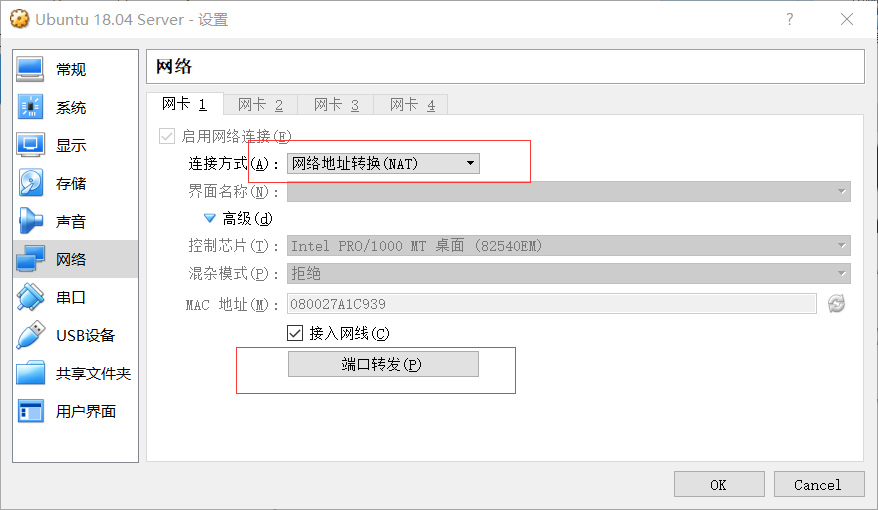 Ubuntu 18.04 Server - 设置
?
常规
系统
显示
存储
声音
网络
串口
USB设备
共享文件夹
用户界面
网络
网卡 1 网卡 2 网卡 3 网卡 4
启用网络连接(E)
连接方式(A): 网络地址转换(NAT)
界面名称(N):
高级(d)
控制芯片(T): Intel PRO/1000 MT 桌面 (82540EM)
混杂模式(P): 拒绝
MAC 地址(M): 080027A1C939
接入网线(C)
端口转发(P)
OK Cancel